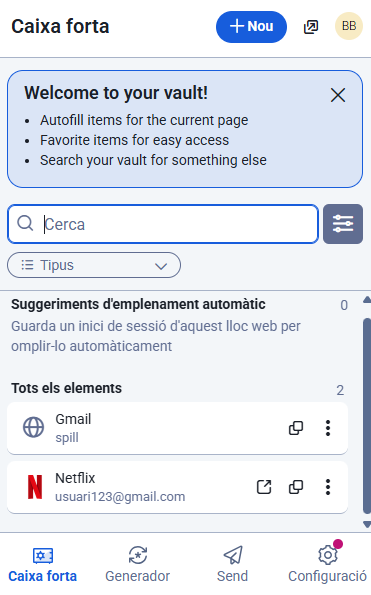 Caixa forta
Nou
BB
Welcome to your vault!
Autofill items for the current page
Favorite items for easy access
Search your vault for something else
Cerca
Tipus
Suggeriments d'emplenament automàtic 0
Guarda un inici de sessió d'aquest lloc web per
omplir-lo automàticament
Tots els elements 2
Gmail
spill
Netflix
usuari123@gmail.com
Caixa forta
Generador
Send
Configuració